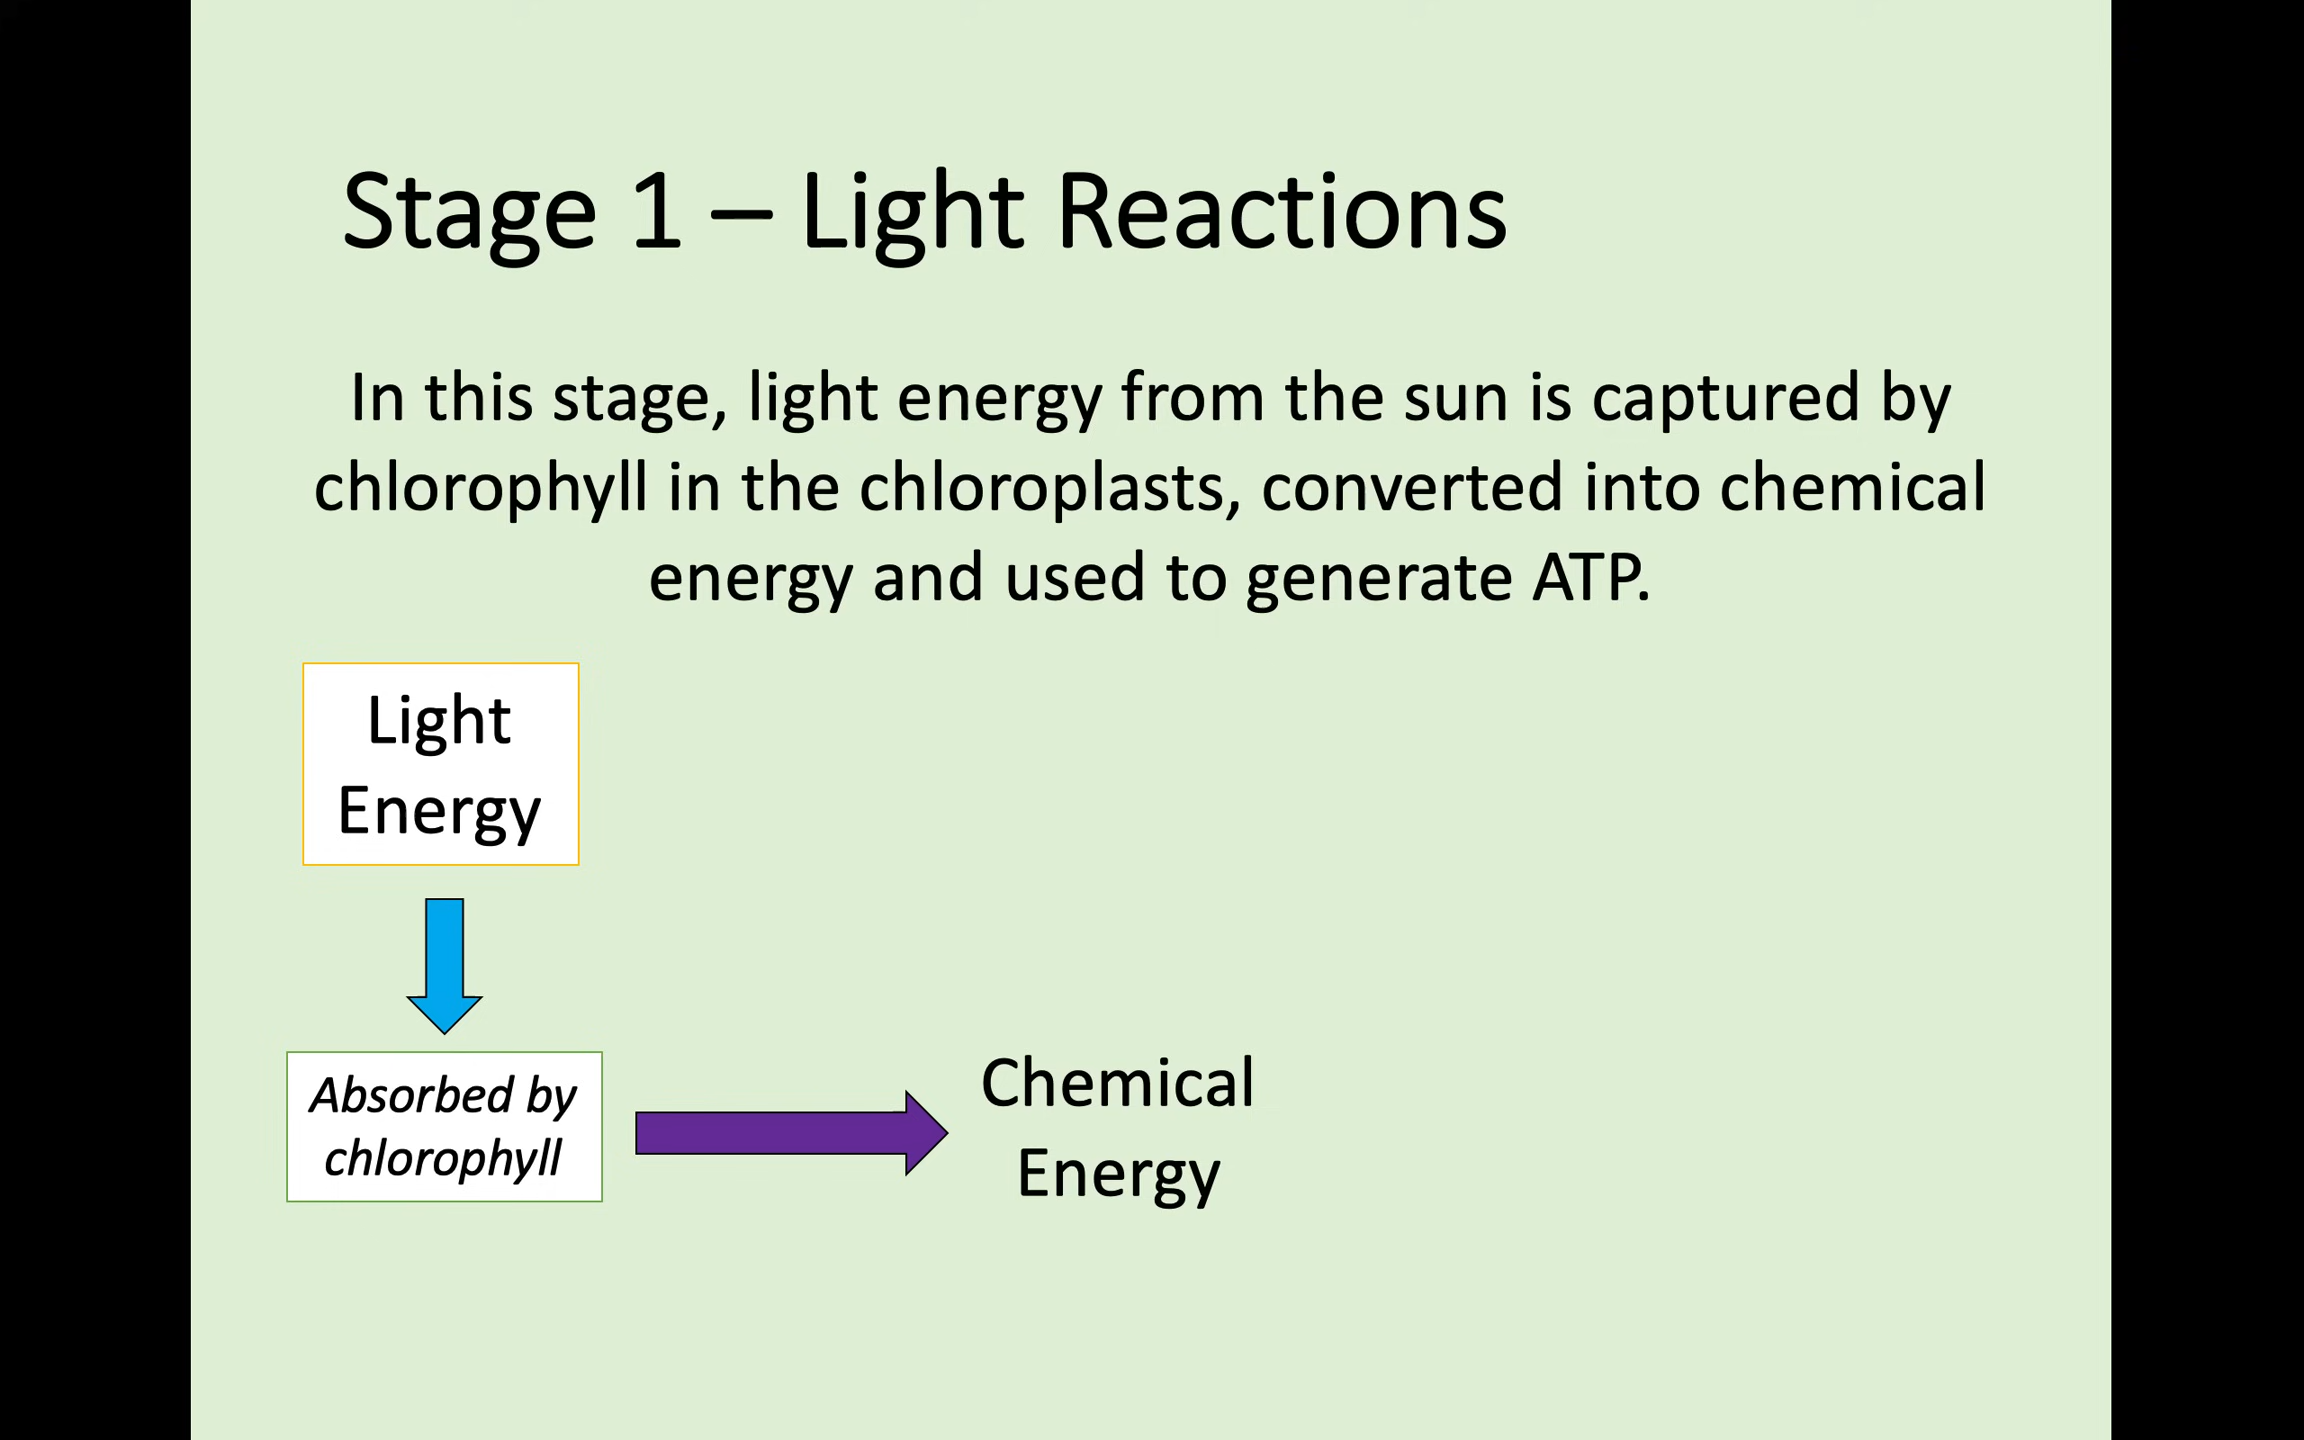 Stage 1 – Light Reactions
In this stage, light energy from the sun is captured by
chlorophyll in the chloroplasts, converted into chemical
energy and used to generate ATP.
Light
Energy
Absorbed by
chlorophyll
Chemical
Energy